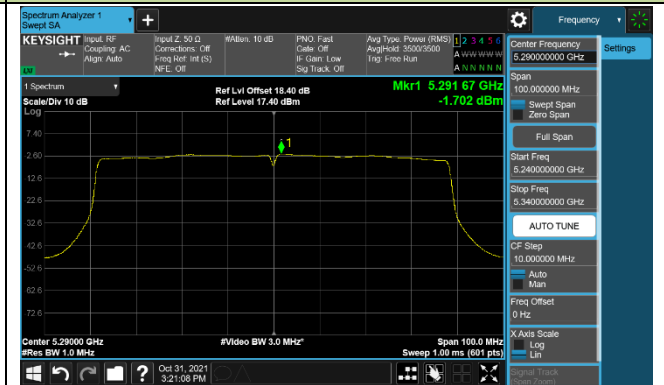 Spectrum Analyzer 1
Swept SA
+
Frequency
KEYSIGHT
Input: RF
Coupling: AC
Align: Auto
Input Z: 50 Ω
Corrections: Off
Freq Ref: Int (S)
NFE: Off
#Atten: 10 dB
PNO: Fast
Gate: Off
IF Gain: Low
Sig Track: Off
Avg Type: Power (RMS)
Avg|Hold: 3500/3500
Trig: Free Run
1 2 3 4 5 6
A W W W W W
A N N N N N
1 Spectrum
Scale/Div 10 dB
Log
Ref Lvl Offset 18.40 dB
Ref Level 17.40 dBm
Mkr1 5.291 67 GHz
-1.702 dBm
1
7.40
-2.60
-12.6
-22.6
-32.6
-42.6
-52.6
-62.6
-72.6
Center 5.29000 GHz
#Res BW 1.0 MHz
#Video BW 3.0 MHz*
Span 100.0 MHz
Sweep 1.00 ms (601 pts)
Oct 31, 2021
3:21:08 PM
?
Settings
Center Frequency
5.290000000 GHz
Span
100.000000 MHz
Swept Span
Zero Span
Full Span
Start Freq
5.240000000 GHz
Stop Freq
5.340000000 GHz
AUTO TUNE
CF Step
10.000000 MHz
Auto
Man
Freq Offset
0 Hz
X Axis Scale
Log
Lin
Signal Track
(Span Zoom)